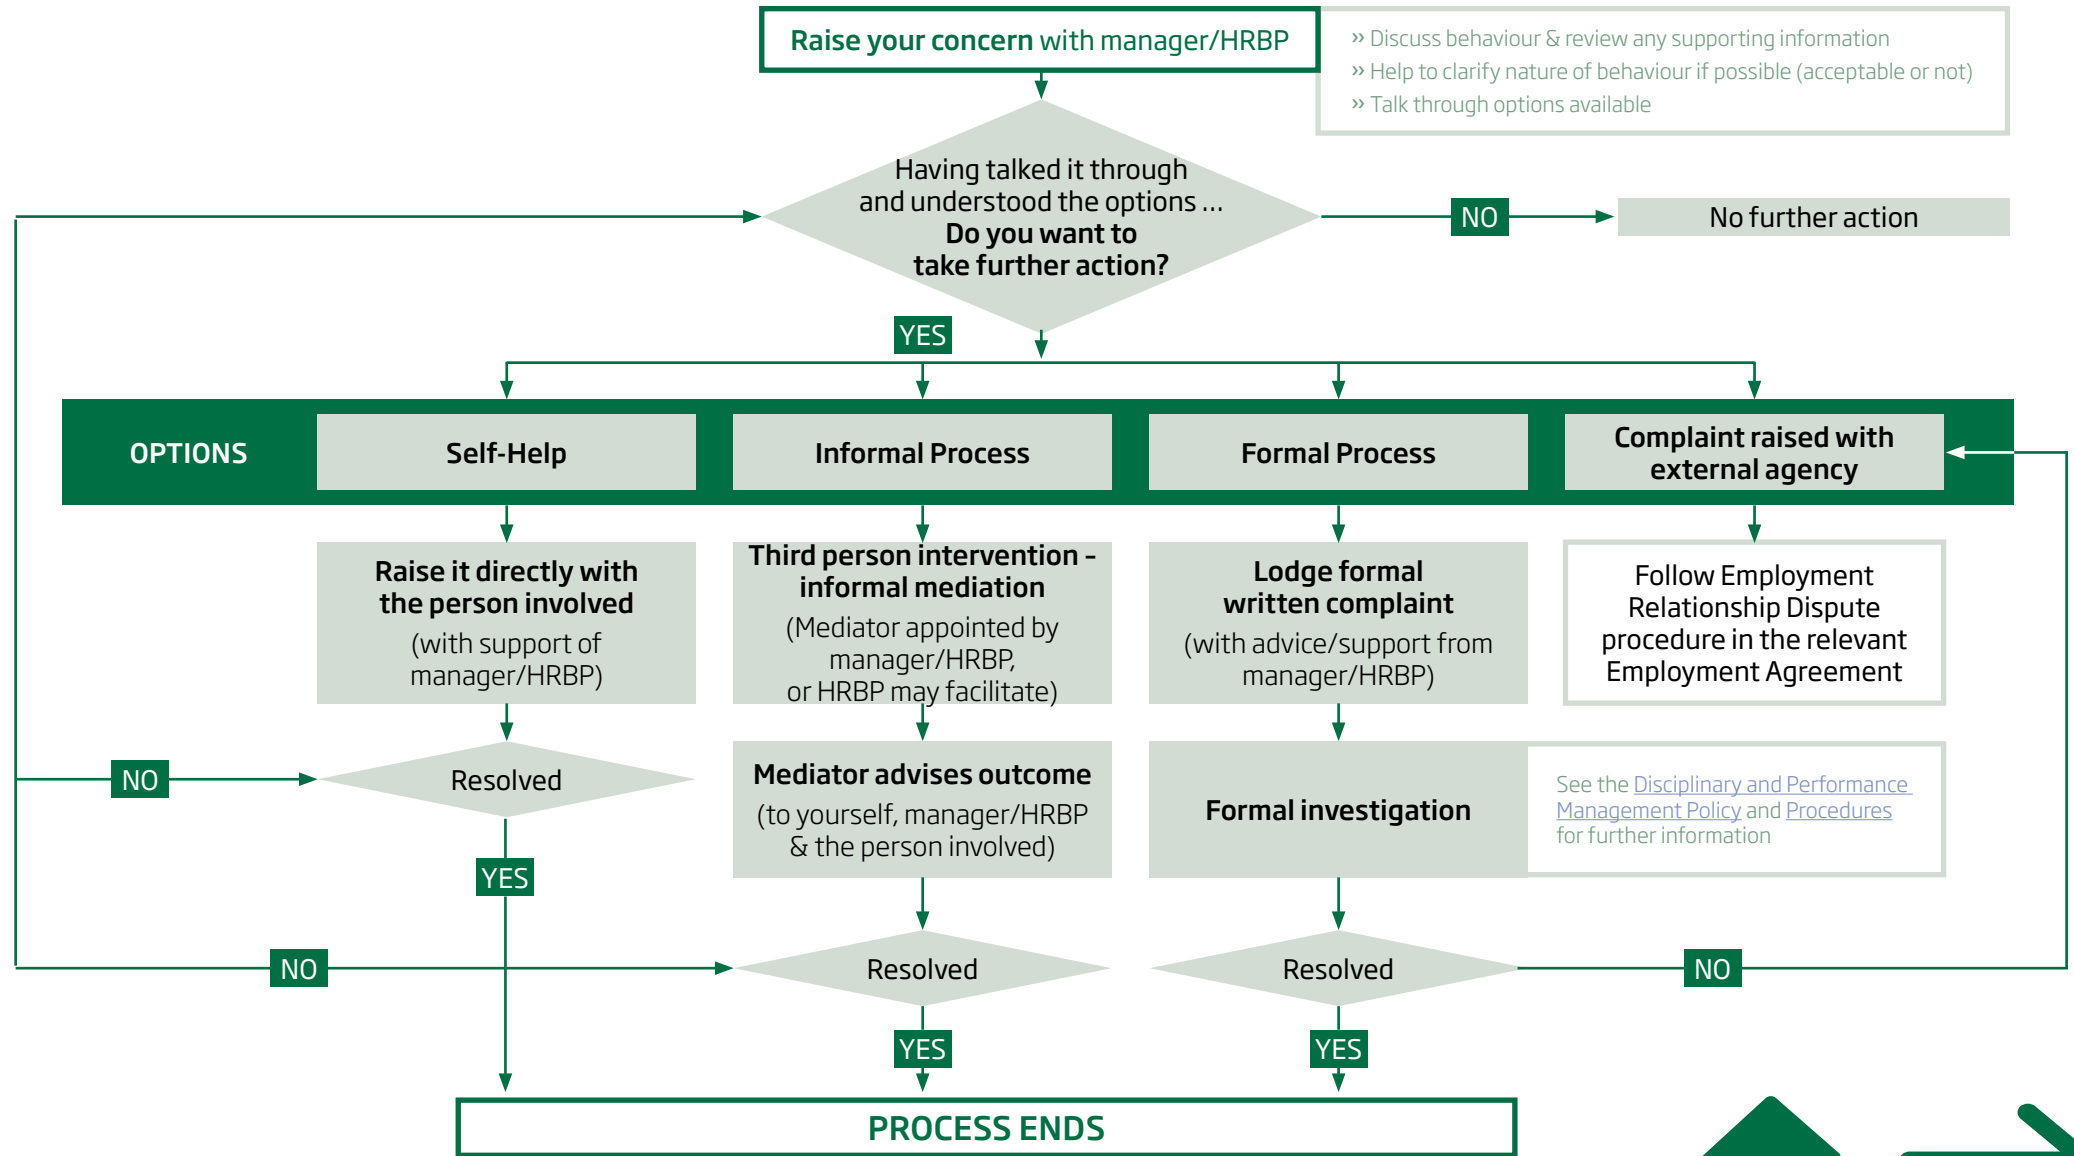 Raise your concern with manager/HRBP
›› Discuss behaviour & review any supporting information
›› Help to clarify nature of behaviour if possible (acceptable or not)
›› Talk through options available
Having talked it through
and understood the options ...
Do you want to
take further action?
NO
No further action
YES
OPTIONS
Self-Help
Informal Process
Formal Process
Complaint raised with
external agency
Raise it directly with
the person involved
(with support of
manager/HRBP)
Third person intervention –
informal mediation
(Mediator appointed by
manager/HRBP,
or HRBP may facilitate)
Lodge formal
written complaint
(with advice/support from
manager/HRBP)
Follow Employment
Relationship Dispute
procedure in the relevant
Employment Agreement
NO
Resolved
Mediator advises outcome
(to yourself, manager/HRBP
& the person involved)
Formal investigation
See the Disciplinary and Performance
Management Policy and Procedures
for further information
YES
NO
Resolved
Resolved
NO
YES
YES
PROCESS ENDS